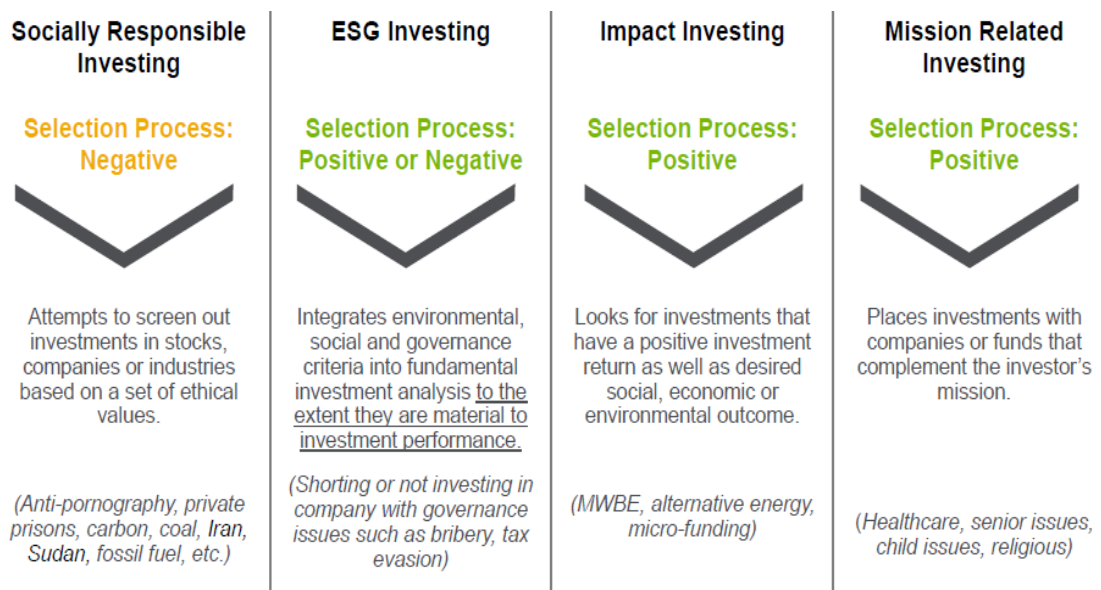 Socially Responsible
Investing
Selection Process:
Negative
Attempts to screen out
investments in stocks,
companies or industries
based on a set of ethical
values.
(Anti-pornography, private
prisons, carbon, coal, Iran,
Sudan, fossil fuel, etc.)
ESG Investing
Selection Process:
Positive or Negative
Integrates environmental,
social and governance
criteria into fundamental
investment analysis to the
extent they are material to
investment performance.
(Shorting or not investing in
company with governance
issues such as bribery, tax
evasion)
Impact Investing
Selection Process:
Positive
Looks for investments that
have a positive investment
return as well as desired
social, economic or
environmental outcome.
(MWBE, alternative energy,
micro-funding)
Mission Related
Investing
Selection Process:
Positive
Places investments with
companies or funds that
complement the investor's
mission.
(Healthcare, senior issues,
child issues, religious)